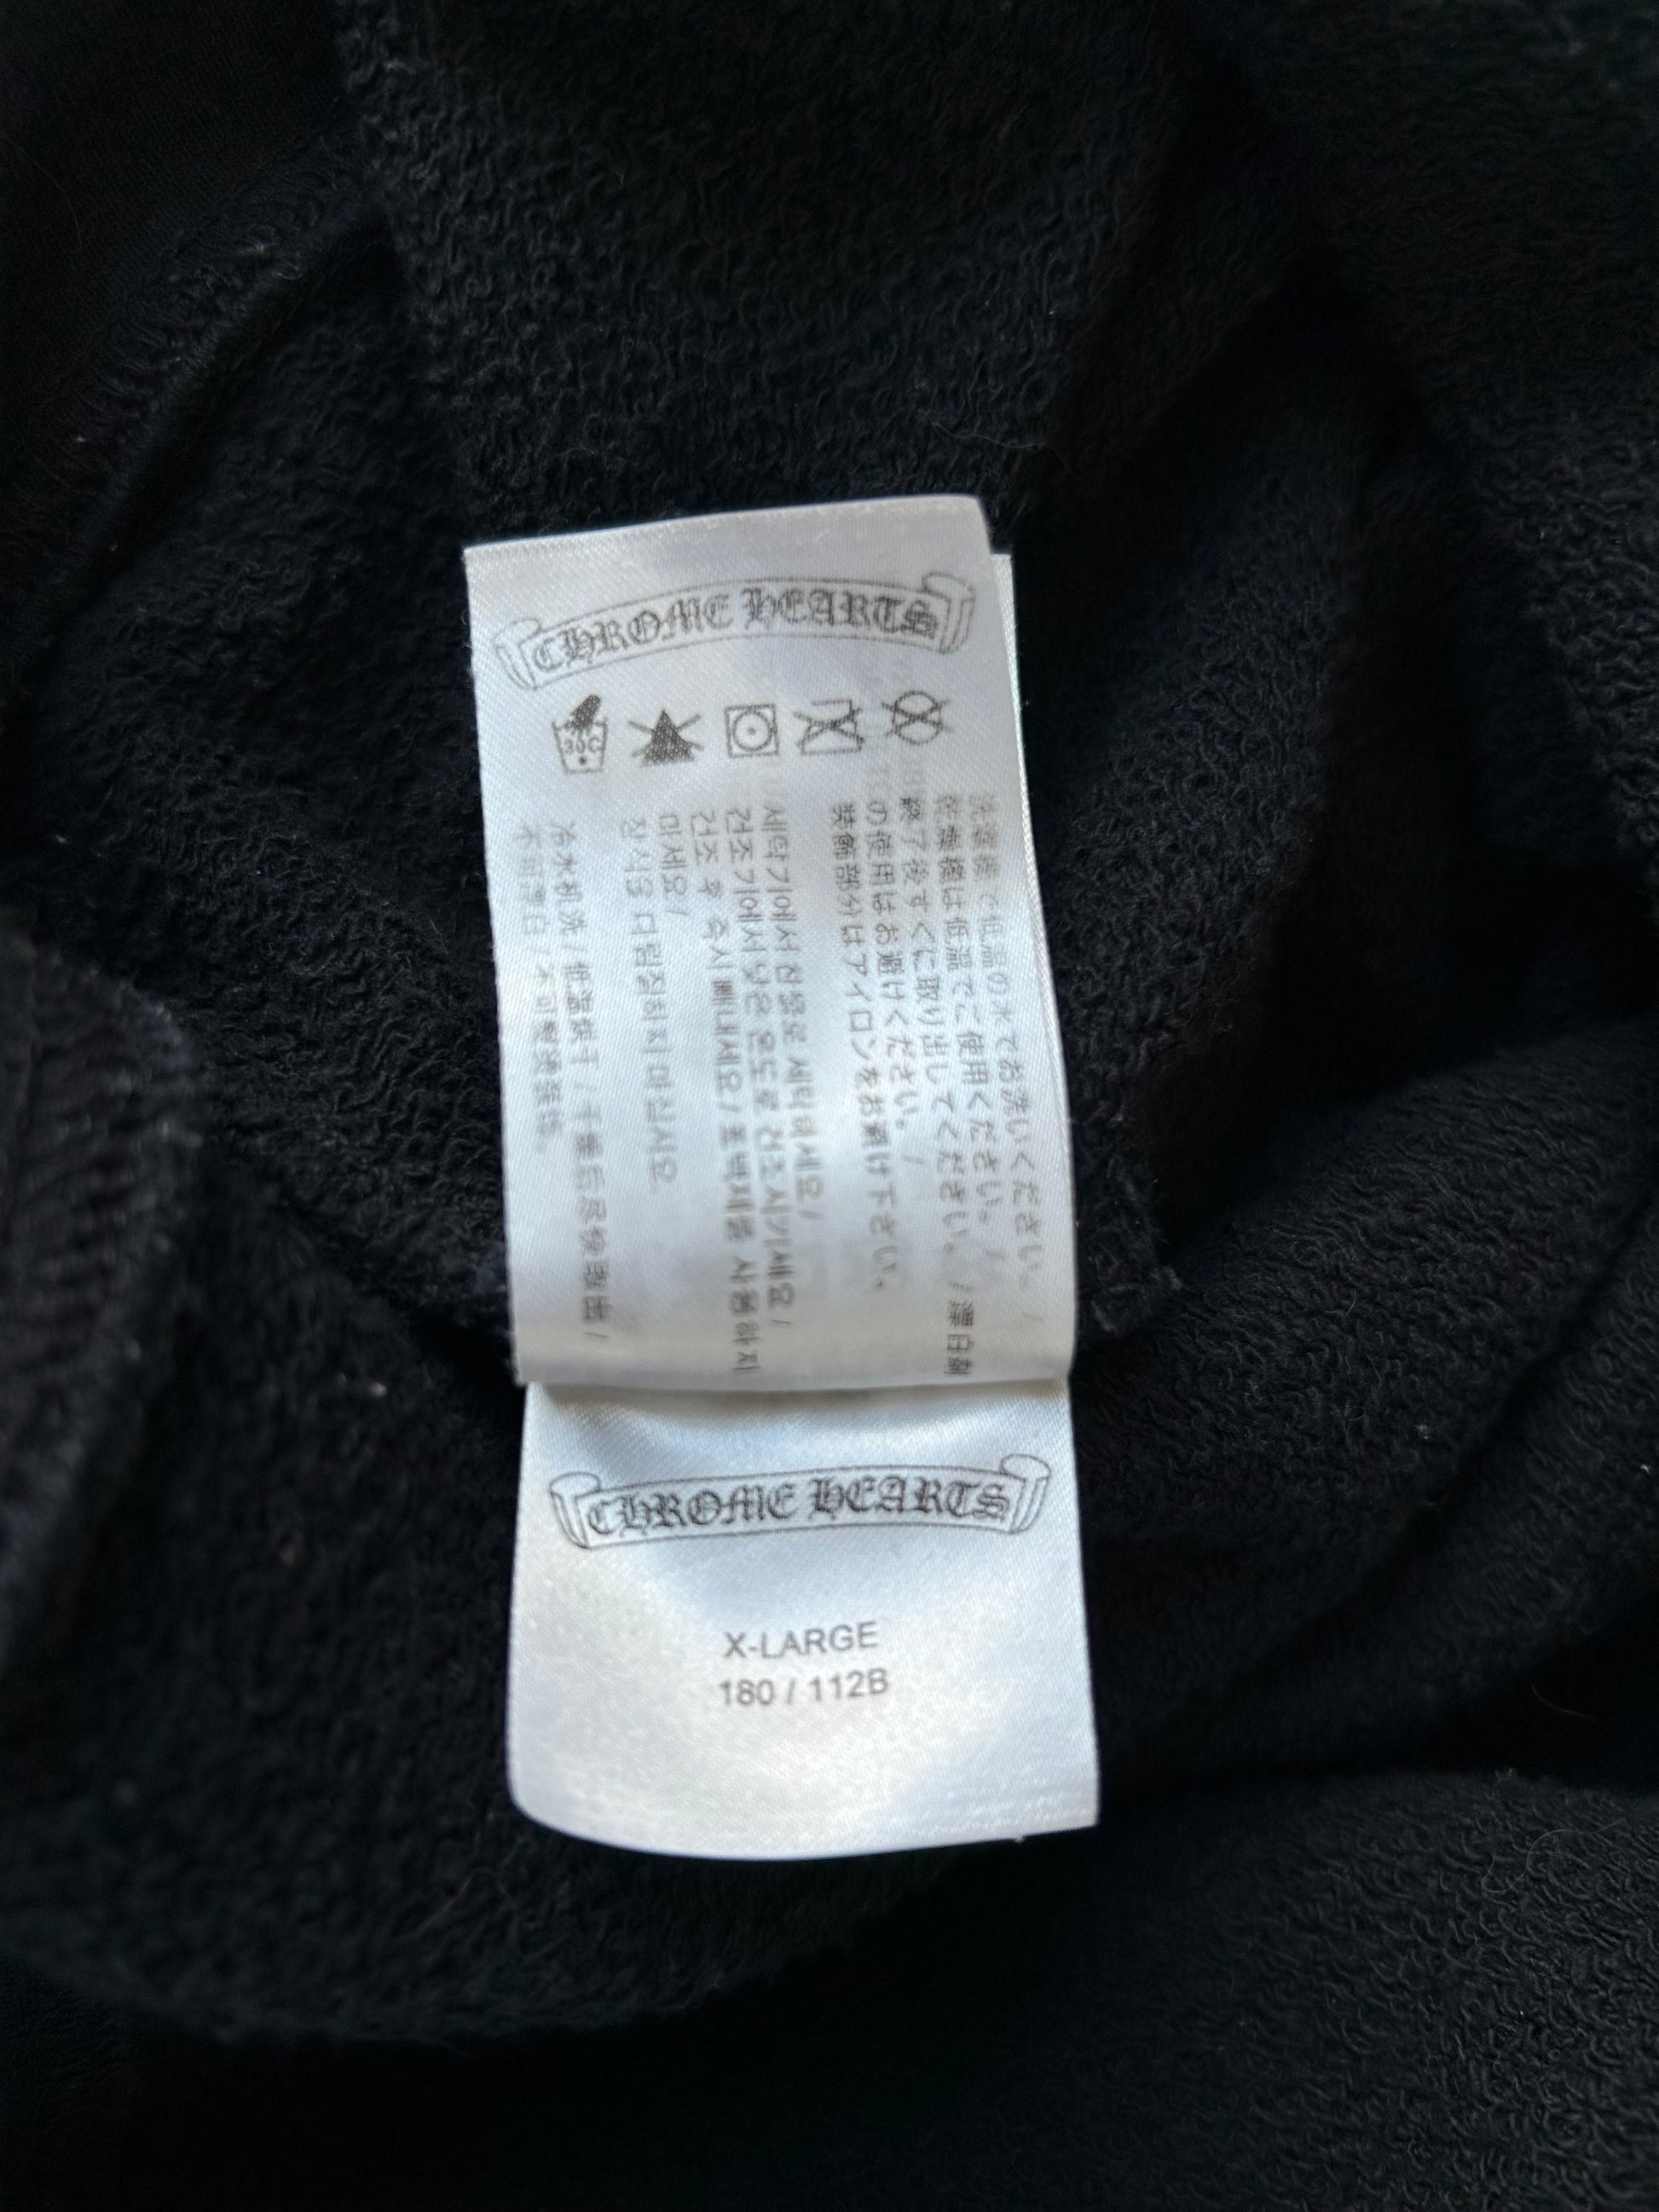 CHROME HEARTS
30C
洗濯機で低温の水でお洗いください。/
乾燥機は低温でご使用ください。/
終了後すぐに取り出してください。/漂白剤
の使用はお避けください。/
装飾部分はアイロンをお避け下さい。
세탁기에서 찬물로 세탁하세요/
건조기에서 낮은 온도로 건조시키세요/
건조 후 즉시 빼내세요/표백제를 사용하지
마세요/
장식용 다림질하지 마십시오
冷水机洗/低温烘干/干燥后尽快取出/
不可漂白/不可熨烫装饰。
CHROME HEARTS
X-LARGE
180 / 112B